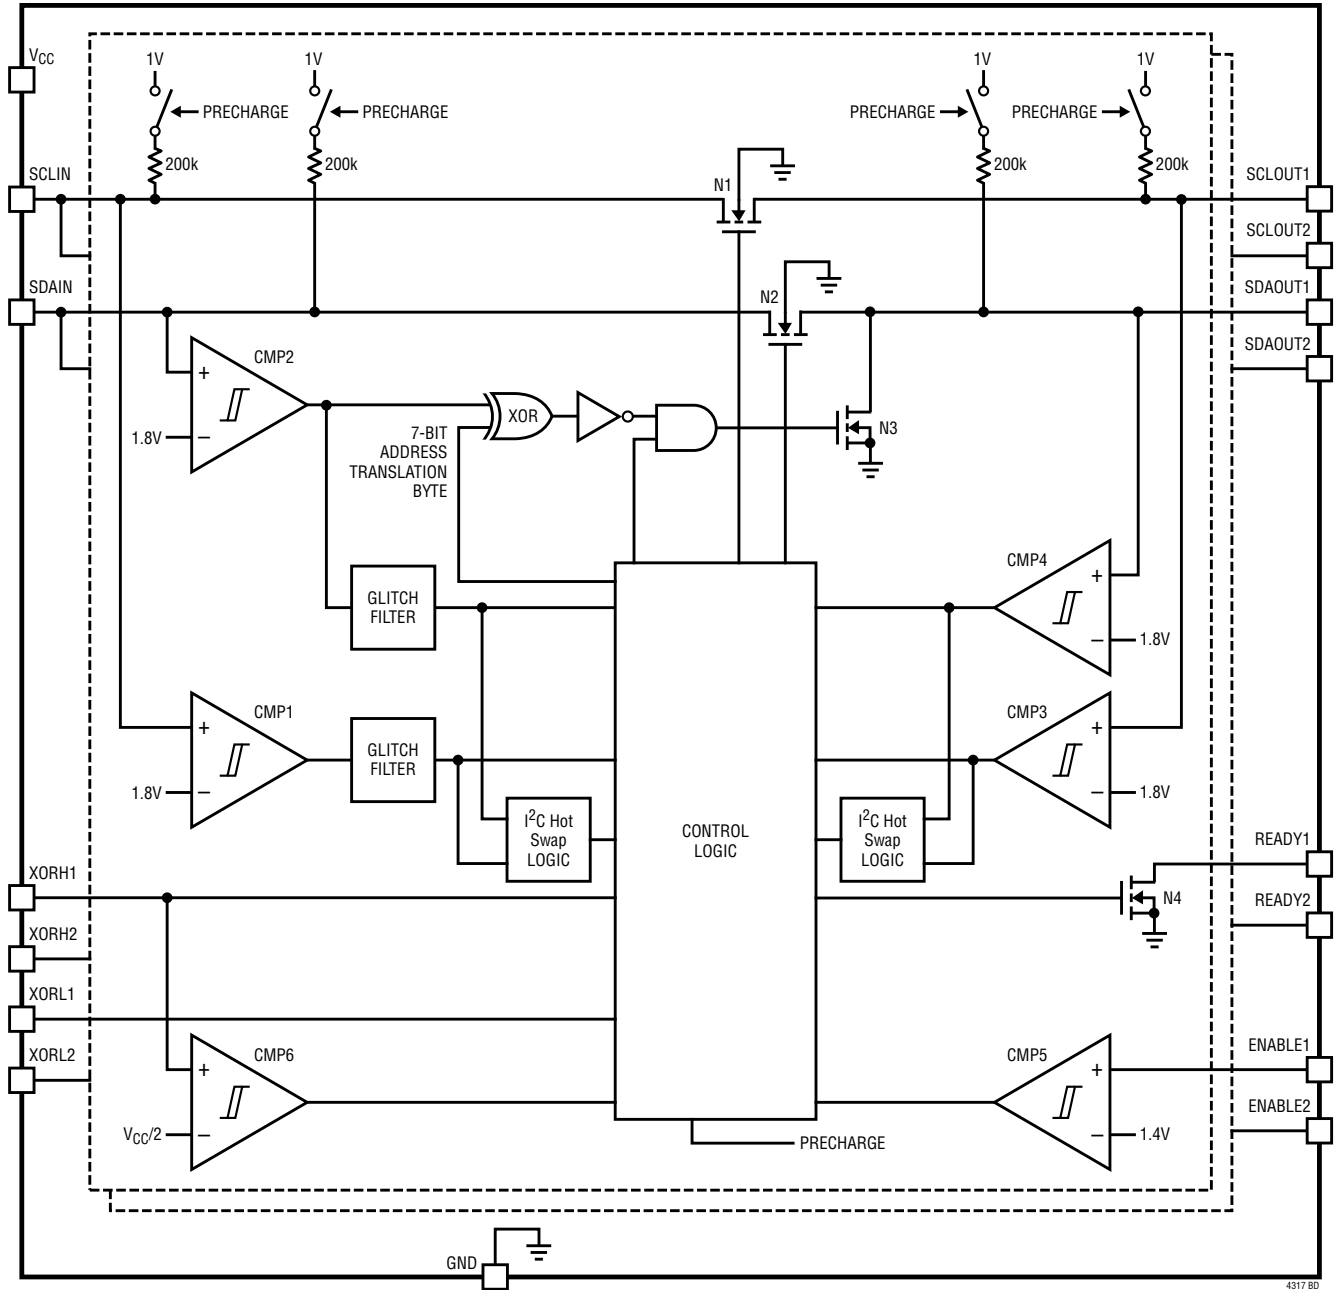 VCC
1V
1V
1V
1V
PRECHARGE
PRECHARGE
PRECHARGE
PRECHARGE
200k
200k
200k
200k
SCLIN
N1
SCLOUT1
SCLOUT2
SDAIN
N2
SDAOUT1
SDAOUT2
CMP2
+
1.8V
–
XOR
7-BIT
ADDRESS
TRANSLATION
BYTE
N3
GLITCH
FILTER
CMP4
+
–
1.8V
CMP1
+
1.8V
–
GLITCH
FILTER
CMP3
+
–
1.8V
I2C Hot
Swap
LOGIC
CONTROL
LOGIC
I2C Hot
Swap
LOGIC
READY1
XORH1
N4
READY2
XORH2
XORL1
XORL2
CMP6
+
VCC/2
–
CMP5
+
–
1.4V
ENABLE1
ENABLE2
PRECHARGE
GND
4317 BD